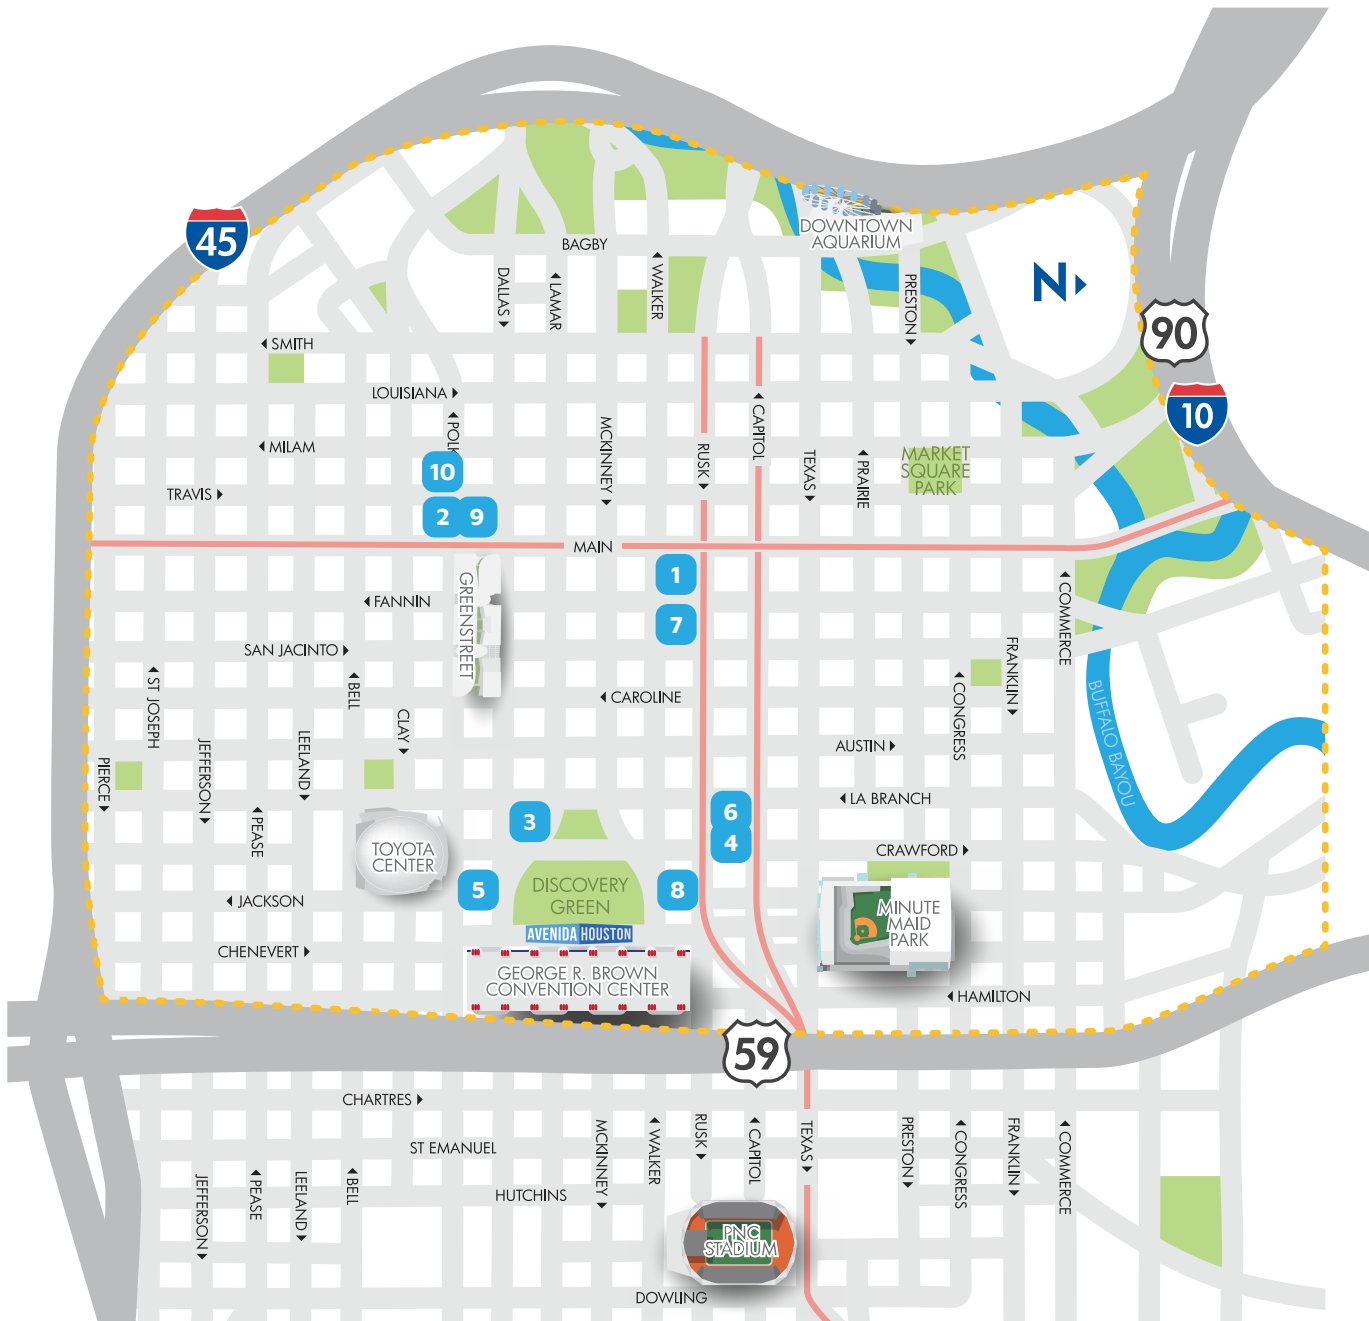 45
BAGBY
DOWNTOWN
AQUARIUM
N
DALLAS
LAMAR
WALKER
PRESTON
90
SMITH
LOUISIANA
10
POLK
MILAM
MCKINNEY
RUSK
CAPITOL
TEXAS
PRAIRIE
MARKET
SQUARE
PARK
TRAVIS
10
2
9
MAIN
1
GREENSTREET
FANNIN
COMMERCE
7
SAN JACINTO
FRANKLIN
ST JOSEPH
BELL
CAROLINE
CONGRESS
BUFFALO BAYOU
CLAY
JEFFERSON
LEELAND
AUSTIN
PIERCE
LA BRANCH
PEASE
3
6
4
TOYOTA
CENTER
CRAWFORD
5
DISCOVERY
GREEN
8
JACKSON
MINUTE
MAID
PARK
AVENIDA HOUSTON
CHENEVERT
GEORGE R. BROWN
CONVENTION CENTER
HAMILTON
59
CHARTRES
ST EMANUEL
MCKINNEY
WALKER
RUSK
CAPITOL
TEXAS
PRESTON
CONGRESS
FRANKLIN
COMMERCE
JEFFERSON
PEASE
LEELAND
BELL
HUTCHINS
PNC
STADIUM
DOWLING